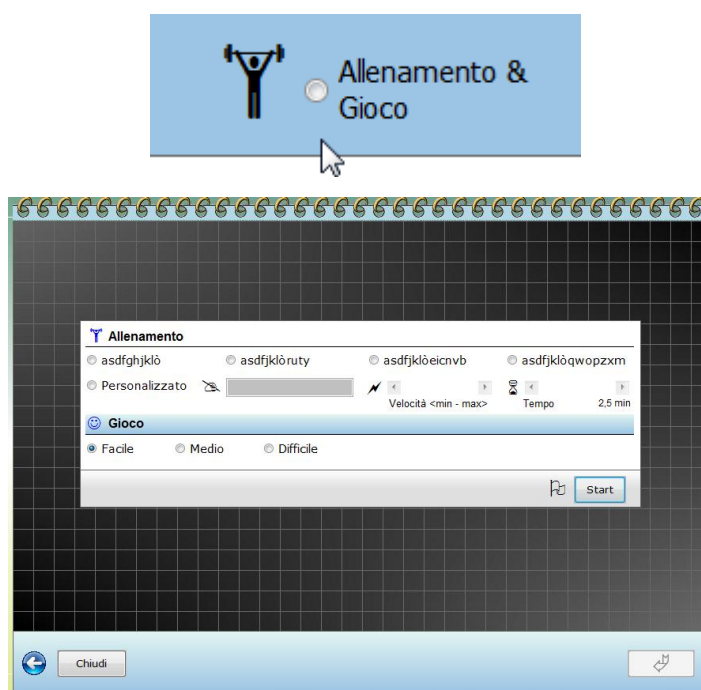 Allenamento &
Gioco
Allenamento
asdfghjklò asdfjklòruty asdfjklòeicnvb asdfjklòqwopzxm
Personalizzato
Velocità <min - max> Tempo 2,5 min
Gioco
Facile Medio Difficile
Start
Chiudi